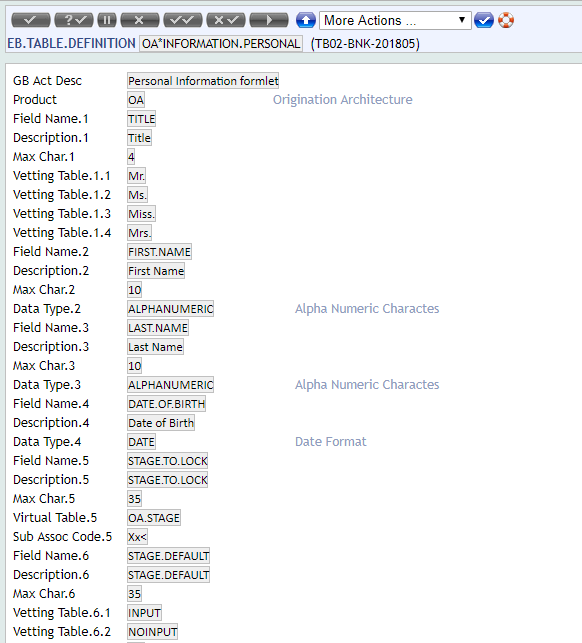 More Actions ...
EB.TABLE.DEFINITION OA*INFORMATION.PERSONAL (TB02-BNK-201805)
GB Act Desc Personal Information formlet
Product OA Origination Architecture
Field Name.1 TITLE
Description.1 Title
Max Char.1 4
Vetting Table.1.1 Mr.
Vetting Table.1.2 Ms.
Vetting Table.1.3 Miss.
Vetting Table.1.4 Mrs.
Field Name.2 FIRST.NAME
Description.2 First Name
Max Char.2 10
Data Type.2 ALPHANUMERIC Alpha Numeric Charactes
Field Name.3 LAST.NAME
Description.3 Last Name
Max Char.3 10
Data Type.3 ALPHANUMERIC Alpha Numeric Charactes
Field Name.4 DATE.OF.BIRTH
Description.4 Date of Birth
Data Type.4 DATE Date Format
Field Name.5 STAGE.TO.LOCK
Description.5 STAGE.TO.LOCK
Max Char.5 35
Virtual Table.5 OA.STAGE
Sub Assoc Code.5 Xx<
Field Name.6 STAGE.DEFAULT
Description.6 STAGE.DEFAULT
Max Char.6 35
Vetting Table.6.1 INPUT
Vetting Table.6.2 NOINPUT